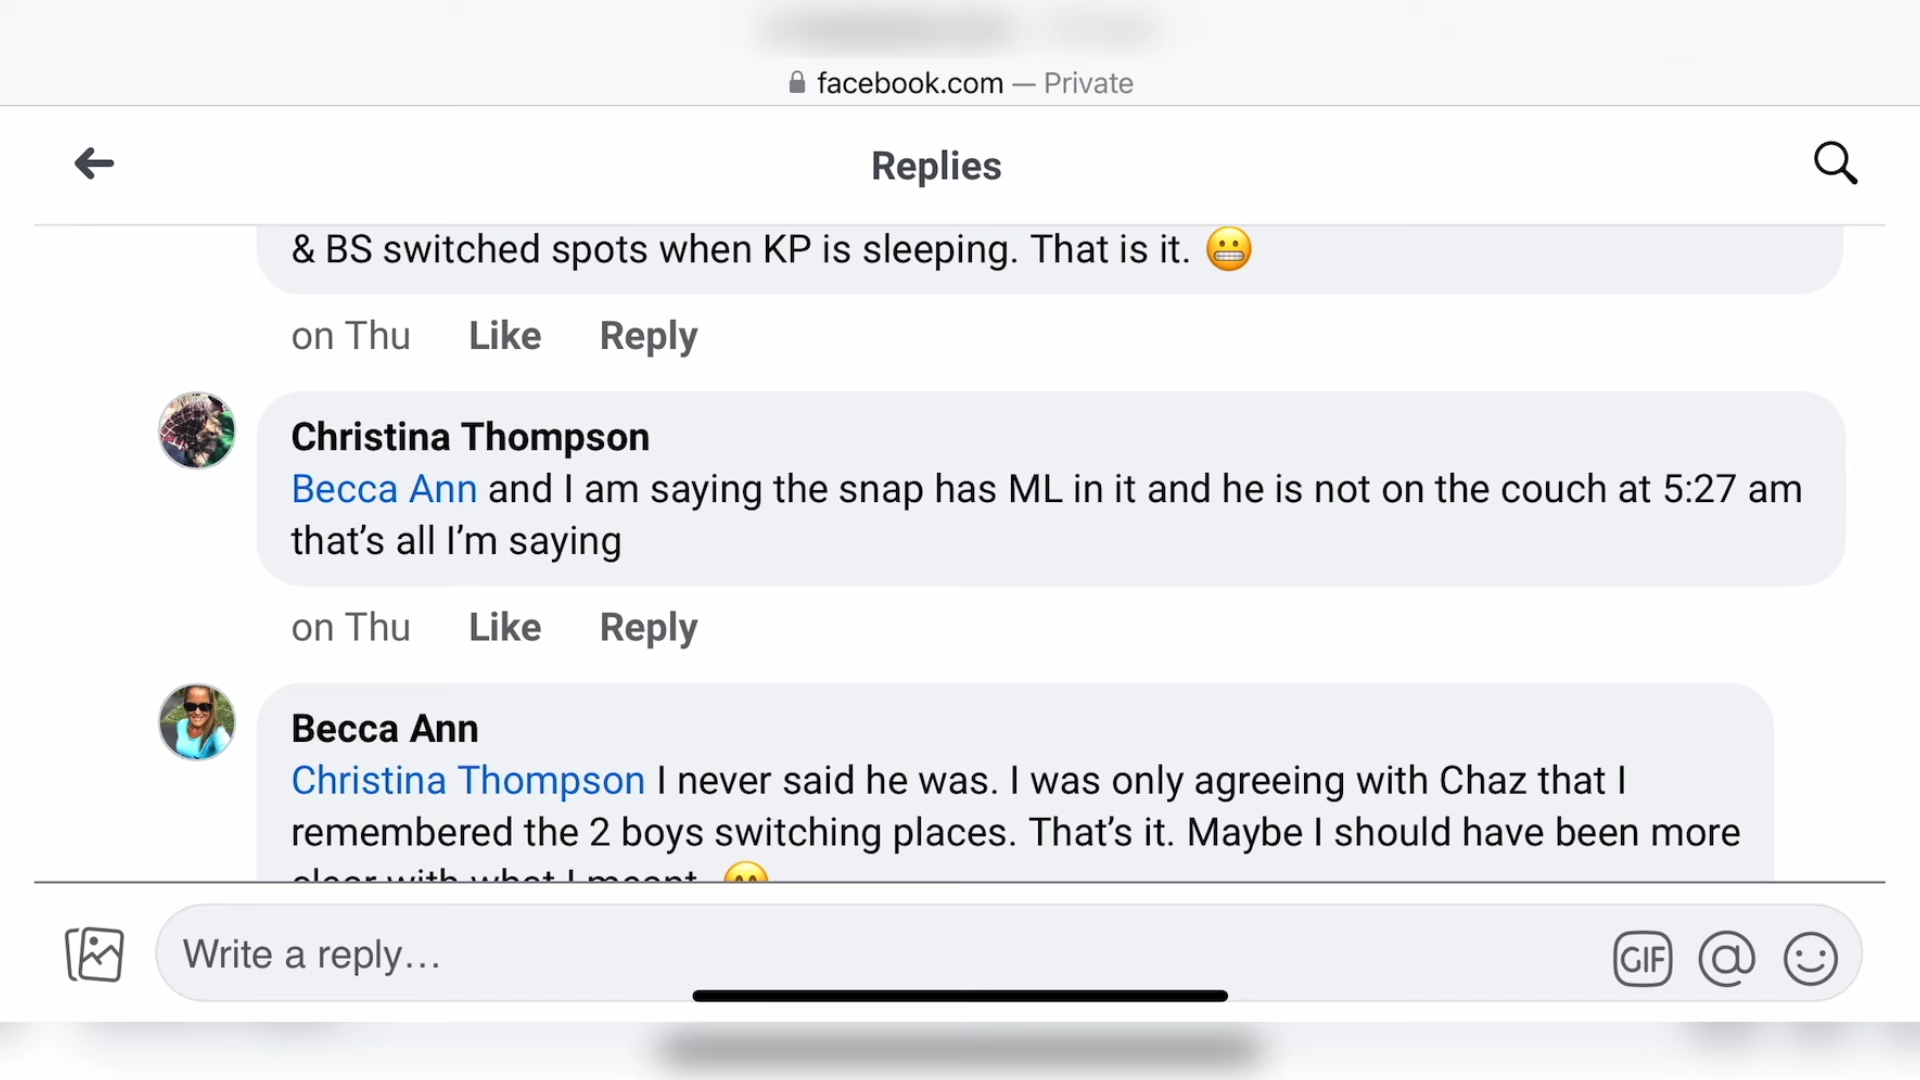 facebook.com — Private
Replies
& BS switched spots when KP is sleeping. That is it. 😬
on Thu Like Reply
Christina Thompson
Becca Ann and I am saying the snap has ML in it and he is not on the couch at 5:27 am
that’s all I’m saying
on Thu Like Reply
Becca Ann
Christina Thompson I never said he was. I was only agreeing with Chaz that I
remembered the 2 boys switching places. That’s it. Maybe I should have been more
clear with what I meant.
Write a reply…
GIF @